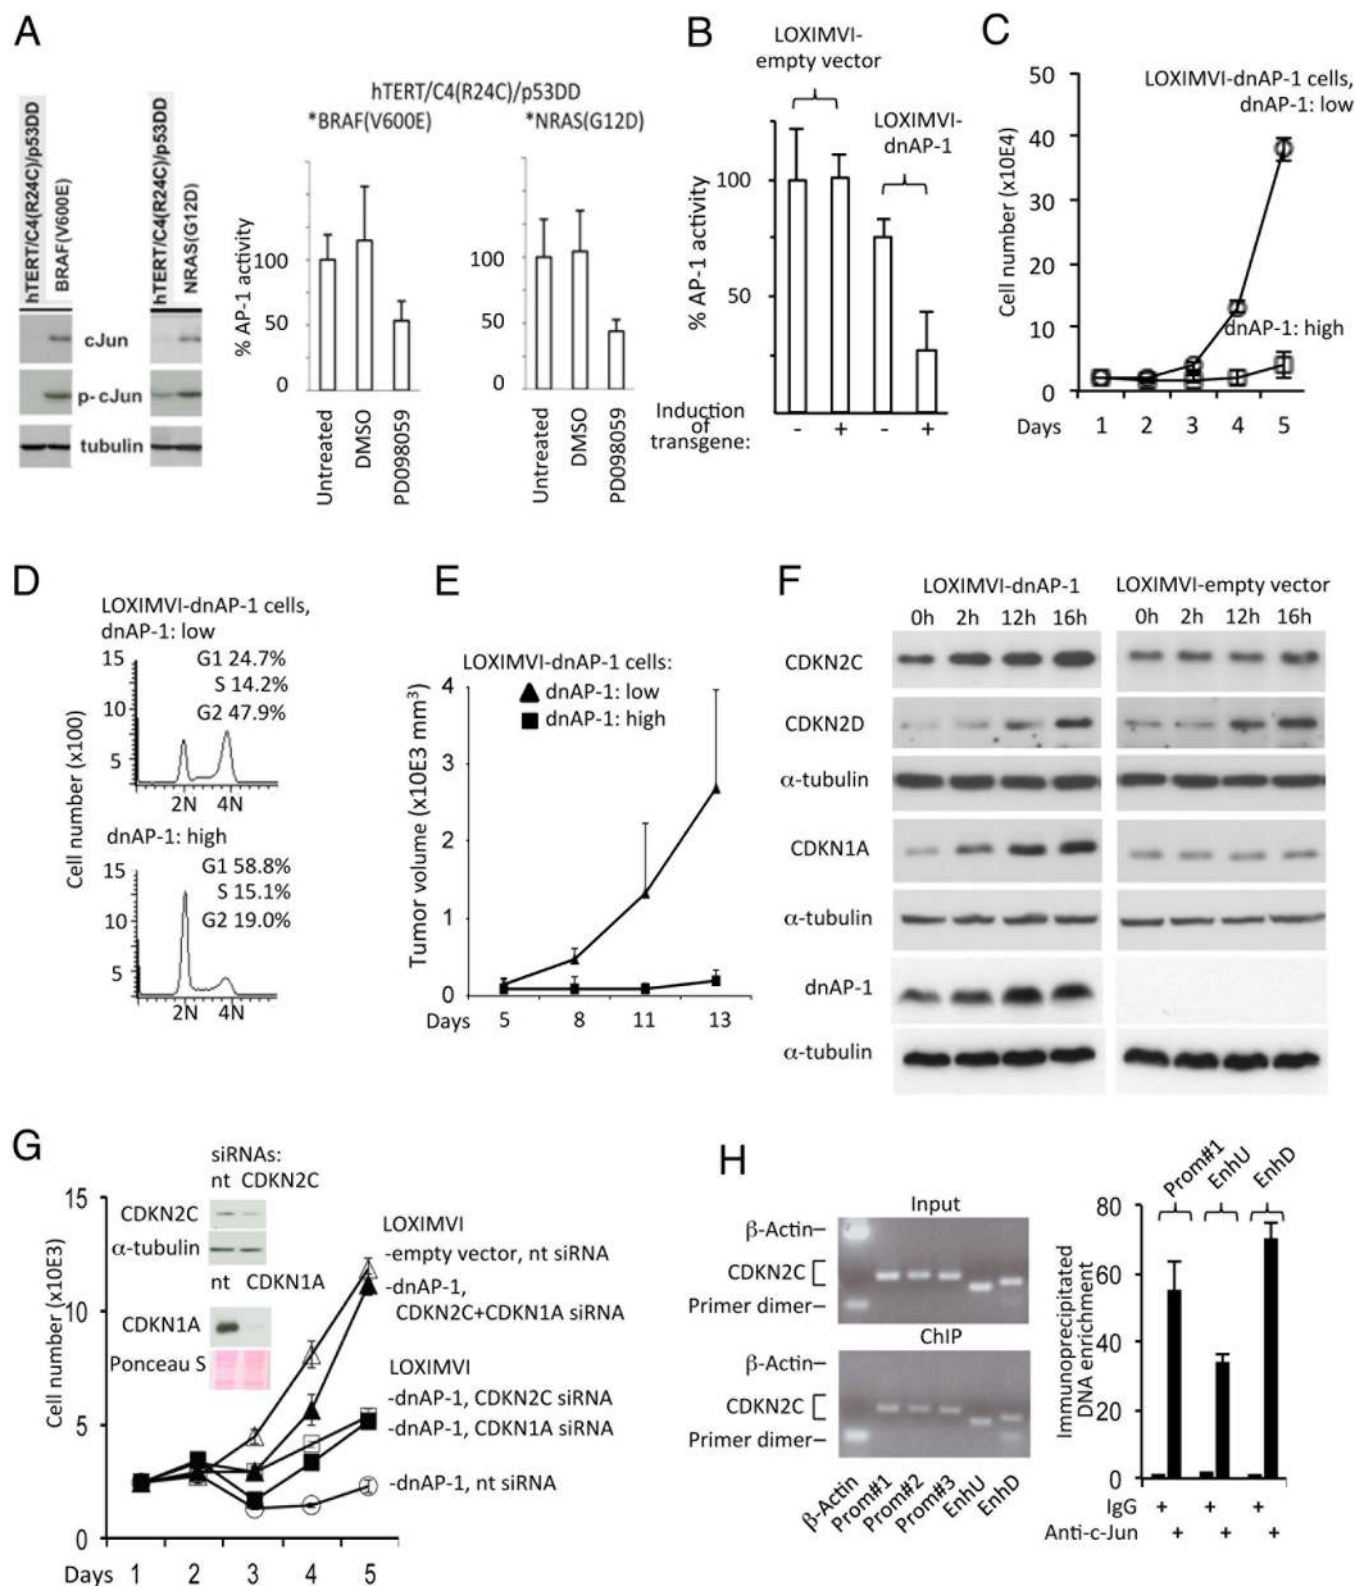 A
hTERT/C4(R24C)/p53DD
BRAF(V600E)
hTERT/C4(R24C)/p53DD
NRAS(G12D)
cJun
p-cJun
tubulin
hTERT/C4(R24C)/p53DD
*BRAF(V600E)
*NRAS(G12D)
% AP-1 activity
100
50
0
100
50
0
Untreated
DMSO
PD098059
Untreated
DMSO
PD098059
B
LOXIMVI-
empty vector
LOXIMVI-
dnAP-1
% AP-1 activity
100
50
Induction
of
transgene:
- + - +
C
LOXIMVI-dnAP-1 cells,
dnAP-1: low
dnAP-1: high
Cell number (x10E4)
50
40
30
20
10
0
Days 1 2 3 4 5
D
LOXIMVI-dnAP-1 cells,
dnAP-1: low
G1 24.7%
S 14.2%
G2 47.9%
15
10
5
2N 4N
dnAP-1: high
G1 58.8%
S 15.1%
G2 19.0%
15
10
5
2N 4N
Cell number (x100)
E
LOXIMVI-dnAP-1 cells:
dnAP-1: low
dnAP-1: high
Tumor volume (x10E3 mm³)
4
3
2
1
0
Days 5 8 11 13
F
LOXIMVI-dnAP-1
LOXIMVI-empty vector
0h 2h 12h 16h
0h 2h 12h 16h
CDKN2C
CDKN2D
α-tubulin
CDKN1A
α-tubulin
dnAP-1
α-tubulin
G
siRNAs:
nt CDKN2C
CDKN2C
α-tubulin
nt CDKN1A
CDKN1A
Ponceau S
Cell number (x10E3)
15
10
5
0
Days 1 2 3 4 5
LOXIMVI
-empty vector, nt siRNA
-dnAP-1,
CDKN2C+CDKN1A siRNA
LOXIMVI
-dnAP-1, CDKN2C siRNA
-dnAP-1, CDKN1A siRNA
-dnAP-1, nt siRNA
H
Input
β-Actin
CDKN2C
Primer dimer
ChIP
β-Actin
CDKN2C
Primer dimer
β-Actin
Prom#1
Prom#2
Prom#3
EnhU
EnhD
Prom#1
EnhU
EnhD
Immunoprecipitated
DNA enrichment
80
60
40
20
0
IgG + + +
Anti-c-Jun + + +